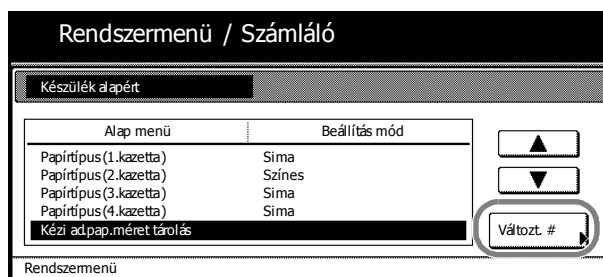 Rendszermenü / Számláló
Készülék alapért
Alap menü Beállítás mód
Papírtípus(1.kazetta) Sima
Papírtípus(2.kazetta) Színes
Papírtípus(3.kazetta) Sima
Papírtípus(4.kazetta) Sima
Kézi ad.pap.méret tárolás
Változt. #
Rendszermenü